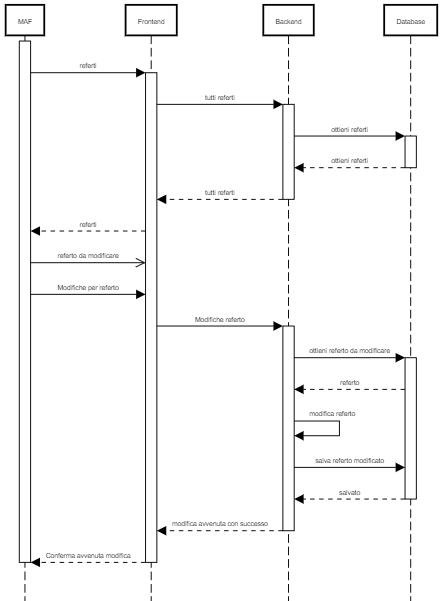 MAF Frontend Backend Database
referti
tutti referti
ottieni referti
ottieni referti
tutti referti
referti
referto da modificare
Modifiche per referto
Modifiche referto
ottieni referto da modificare
referto
modifica referto
salva referto modificato
salvato
modifica avvenuta con successo
Conferma avvenuta modifica